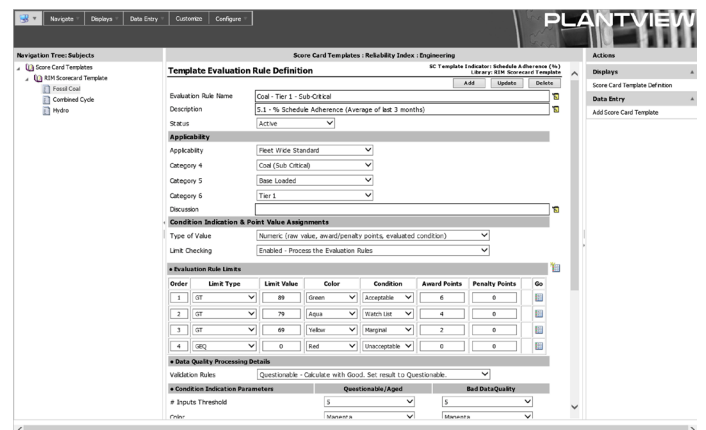 PLANTVIEW
Navigate Displays Data Entry Customize Configure
Navigation Tree: Subjects
Score Card Templates
RIM Scorecard Template
Fossil Coal
Combined Cycle
Hydro
Score Card Templates : Reliability Index : Engineering
Template Evaluation Rule Definition
SC Template Indicator: Schedule Adherence (%)
Library: RIM Scorecard Template
Add Update Delete
Evaluation Rule Name Coal - Tier 1 - Sub-Critical
Description 5.1 - % Schedule Adherence (Average of last 3 months)
Status Active
Applicability
Applicability Fleet Wide Standard
Category 4 Coal (Sub Critical)
Category 5 Base Loaded
Category 6 Tier 1
Discussion
Condition Indication & Point Value Assignments
Type of Value Numeric (raw value, award/penalty points, evaluated condition)
Limit Checking Enabled - Process the Evaluation Rules
Evaluation Rule Limits
Order Limit Type Limit Value Color Condition Award Points Penalty Points Go
1 GT 89 Green Acceptable 6 0
2 GT 79 Aqua Watch List 4 0
3 GT 69 Yellow Marginal 2 0
4 GEQ 0 Red Unacceptable 0 0
Data Quality Processing Details
Validation Rules Questionable - Calculate with Good. Set result to Questionable.
Condition Indication Parameters Questionable/Aged Bad DataQuality
# Inputs Threshold 5 5
Color Magenta Magenta
Actions
Displays
Score Card Template Definition
Data Entry
Add Score Card Template